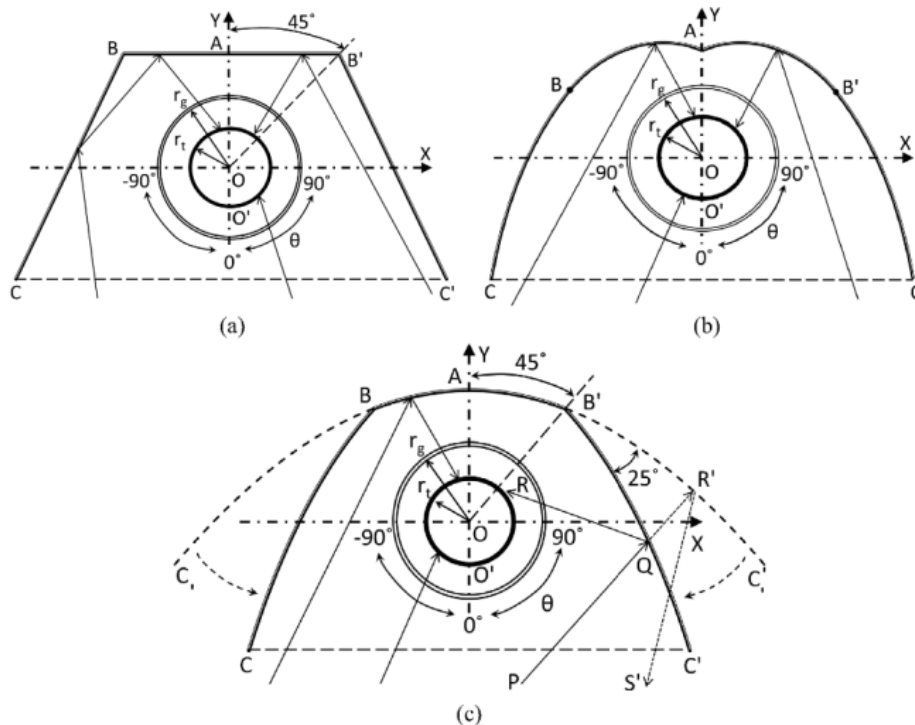 Y
45°
B
A
B'
r_g
r_t
X
O
-90°
90°
O'
θ
0°
C
C'
(a)
Y
A
B
B'
r_g
r_t
X
O
-90°
90°
O'
θ
0°
C
(b)
Y
45°
A
B
B'
r_g
25°
R
R'
r_t
X
O
-90°
90°
Q
C,
O'
C',
θ
0°
C
P
S'
C'
(c)